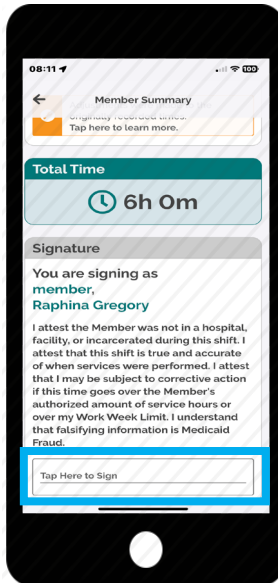 08:11
100
Member Summary
originally recorded times.
Tap here to learn more.
Total Time
6h 0m
Signature
You are signing as
member,
Raphina Gregory
I attest the Member was not in a hospital,
facility, or incarcerated during this shift. I
attest that this shift is true and accurate
of when services were performed. I attest
that I may be subject to corrective action
if this time goes over the Member's
authorized amount of service hours or
over my Work Week Limit. I understand
that falsifying information is Medicaid
Fraud.
Tap Here to Sign